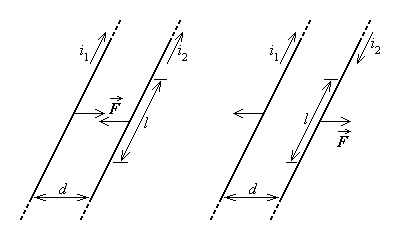 i₁ i₂ i₁ i₂
F⃗ l l F⃗
d d